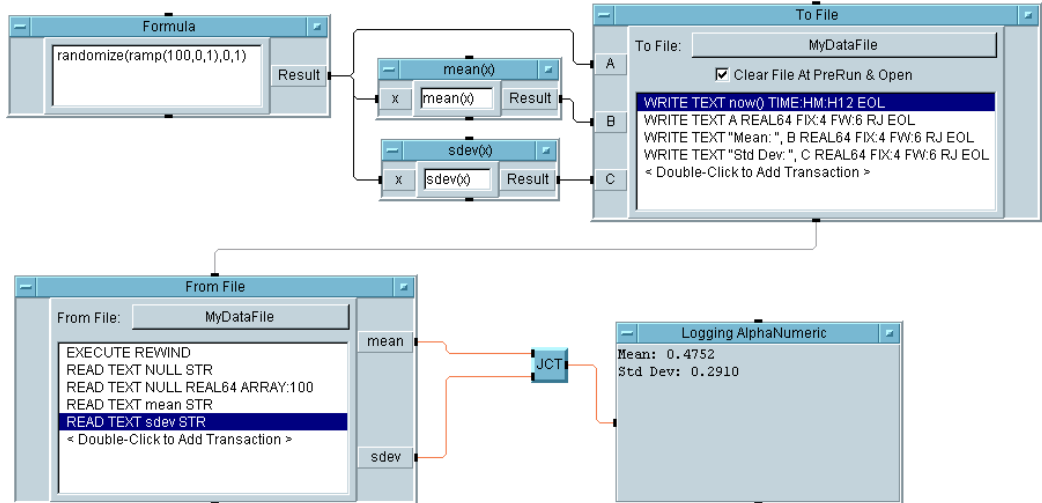 Formula
randomize(ramp(100,0,1),0,1)
Result
mean(x)
x
mean(x)
Result
sdev(x)
x
sdev(x)
Result
To File
To File:
MyDataFile
Clear File At PreRun & Open
A
B
C
WRITE TEXT now() TIME:HM:H12 EOL
WRITE TEXT A REAL64 FIX:4 FW:6 RJ EOL
WRITE TEXT "Mean: ", B REAL64 FIX:4 FW:6 RJ EOL
WRITE TEXT "Std Dev: ", C REAL64 FIX:4 FW:6 RJ EOL
< Double-Click to Add Transaction >
From File
From File:
MyDataFile
EXECUTE REWIND
READ TEXT NULL STR
READ TEXT NULL REAL64 ARRAY:100
READ TEXT mean STR
READ TEXT sdev STR
< Double-Click to Add Transaction >
mean
sdev
JCT
Logging AlphaNumeric
Mean: 0.4752
Std Dev: 0.2910